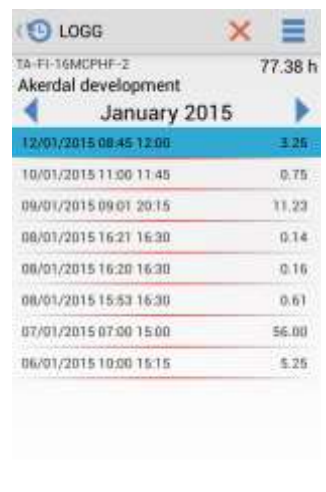 LOGG
TA-FI-16MCPHF-2 77.38 h
Akerdal development
January 2015
12/01/2015 08:45 12:00 3.25
10/01/2015 11:00 11:45 0.75
09/01/2015 09:01 20:15 11.23
08/01/2015 16:21 16:30 0.14
08/01/2015 16:20 16:30 0.16
08/01/2015 15:53 16:30 0.61
07/01/2015 07:00 15:00 56.00
06/01/2015 10:00 15:15 5.25